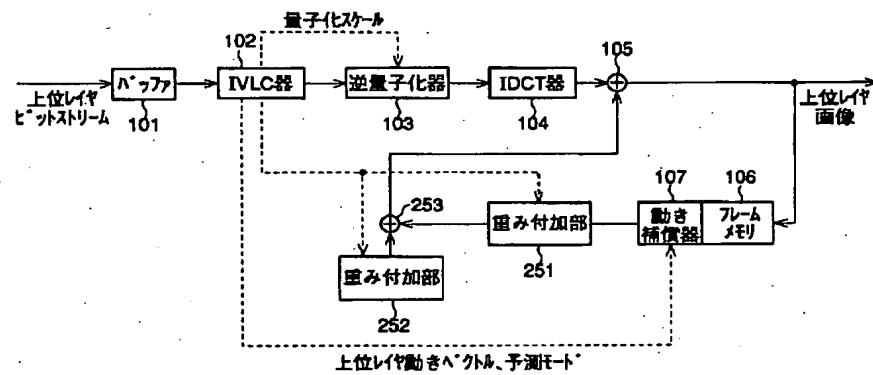 量子化スケール
102
105
バッファ
IVLC器
逆量子化器
IDCT器
上位レイヤ
ビットストリーム
101
103
104
上位レイヤ
画像
107
106
253
重み付加部
動き
補償器
フレーム
メモリ
251
重み付加部
252
上位レイヤ動きベクトル、予測モード